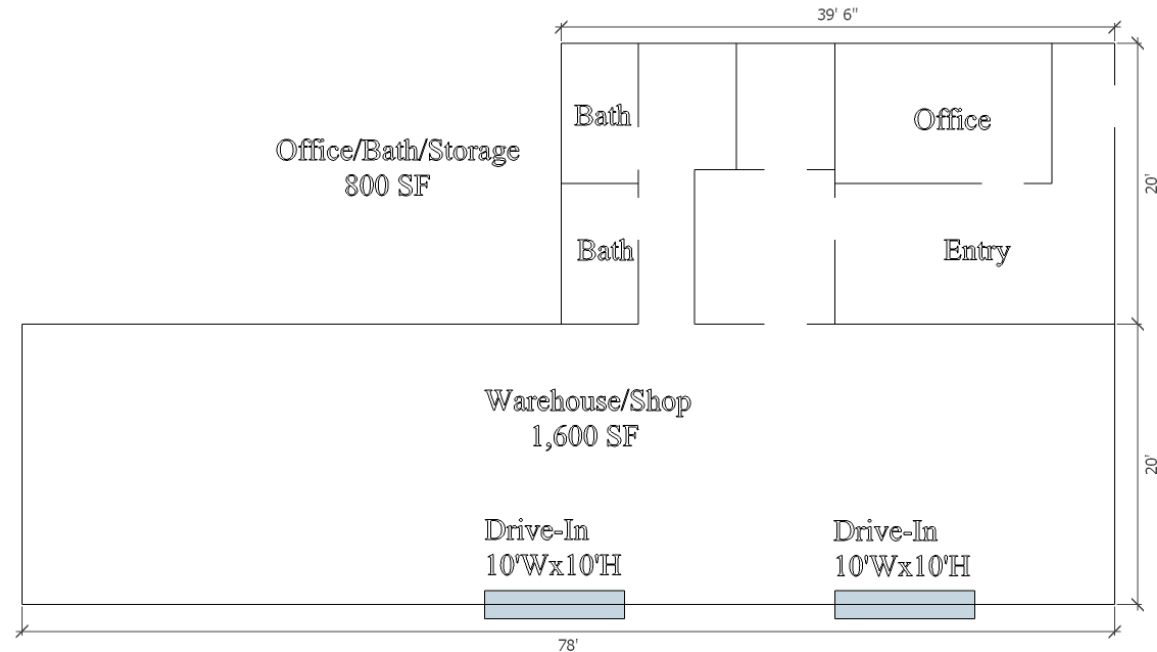 39' 6"
Bath
Office
Office/Bath/Storage
800 SF
20'
Bath
Entry
Warehouse/Shop
1,600 SF
20'
Drive-In
10'Wx10'H
Drive-In
10'Wx10'H
78'